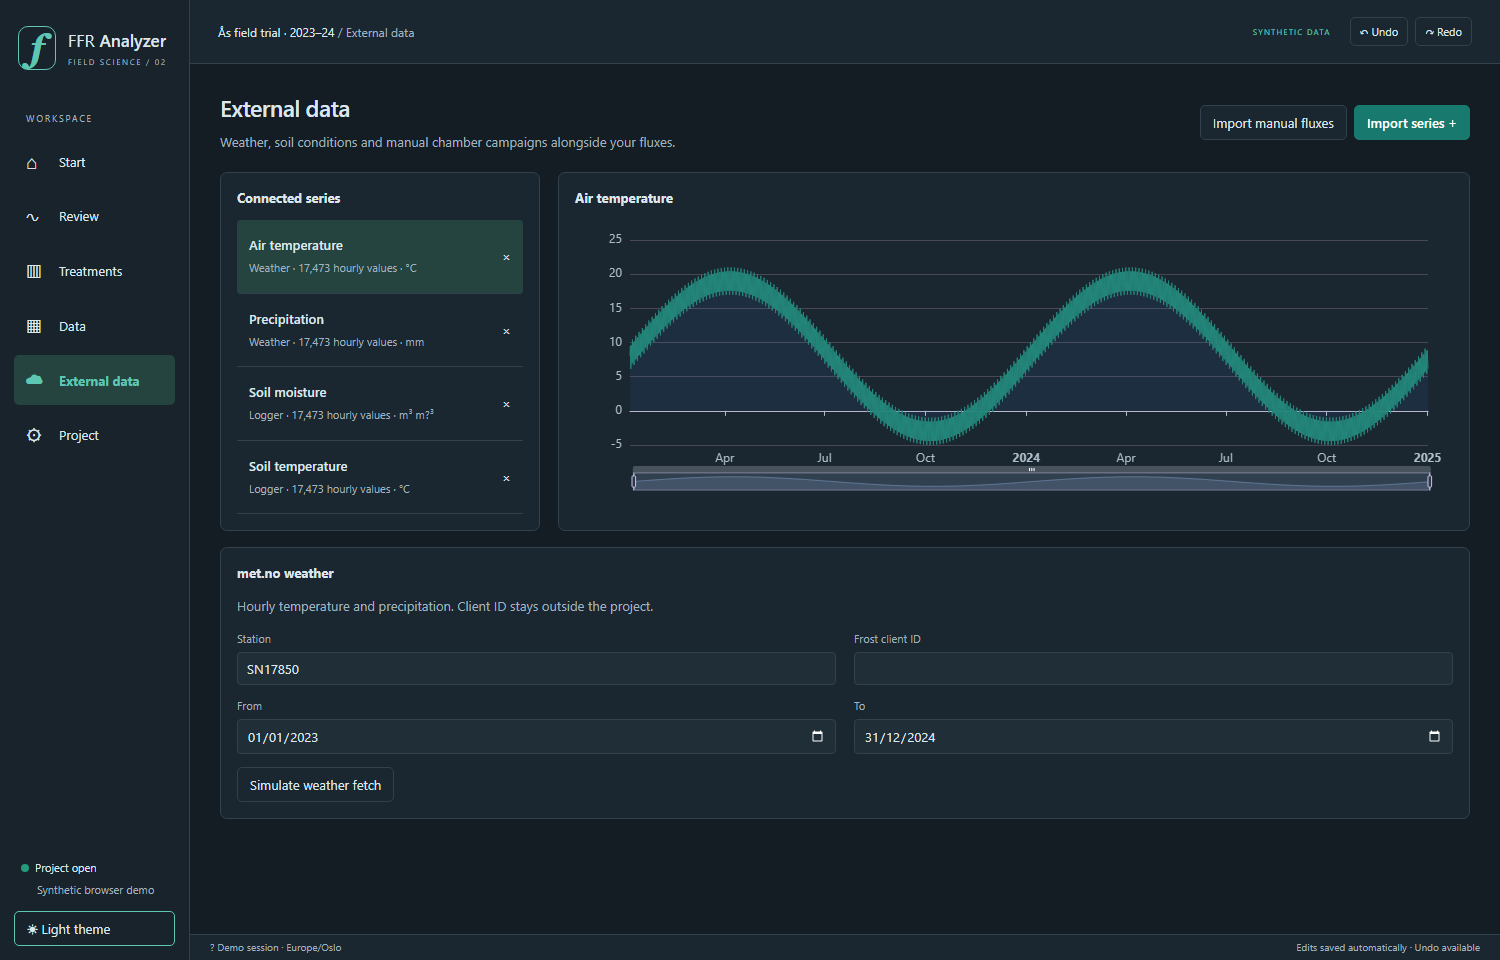 FFR Analyzer
FIELD SCIENCE / 02
WORKSPACE
Start
Review
Treatments
Data
External data
Project
Project open
Synthetic browser demo
☀ Light theme
Ås field trial · 2023–24 / External data
SYNTHETIC DATA
↶ Undo
↷ Redo
External data
Weather, soil conditions and manual chamber campaigns alongside your fluxes.
Import manual fluxes
Import series +
Connected series
Air temperature
Weather · 17,473 hourly values · °C
×
Precipitation
Weather · 17,473 hourly values · mm
×
Soil moisture
Logger · 17,473 hourly values · m³ m?³
×
Soil temperature
Logger · 17,473 hourly values · °C
×
Air temperature
25
20
15
10
5
0
-5
Apr Jul Oct 2024 Apr Jul Oct 2025
met.no weather
Hourly temperature and precipitation. Client ID stays outside the project.
Station
SN17850
Frost client ID
From
01/01/2023
To
31/12/2024
Simulate weather fetch
? Demo session · Europe/Oslo
Edits saved automatically · Undo available